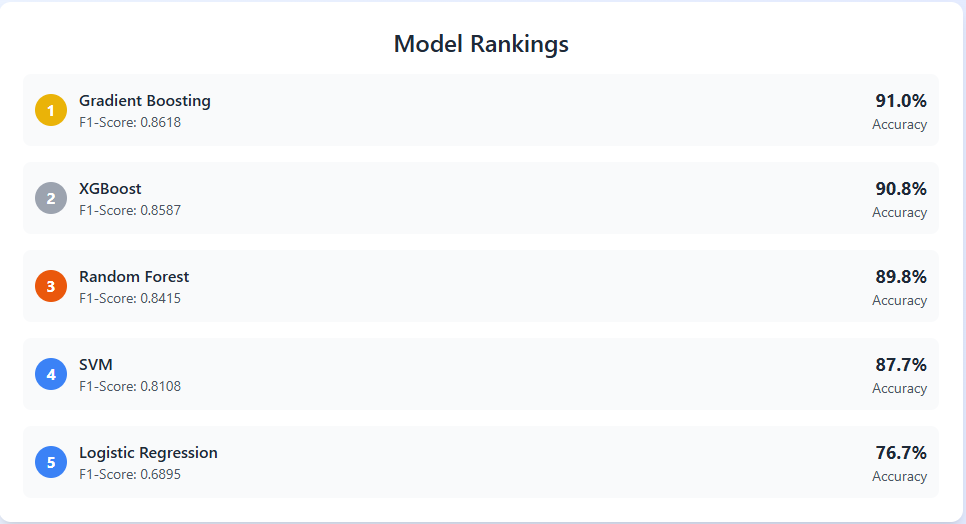 Model Rankings
1
Gradient Boosting
F1-Score: 0.8618
91.0%
Accuracy
2
XGBoost
F1-Score: 0.8587
90.8%
Accuracy
3
Random Forest
F1-Score: 0.8415
89.8%
Accuracy
4
SVM
F1-Score: 0.8108
87.7%
Accuracy
5
Logistic Regression
F1-Score: 0.6895
76.7%
Accuracy